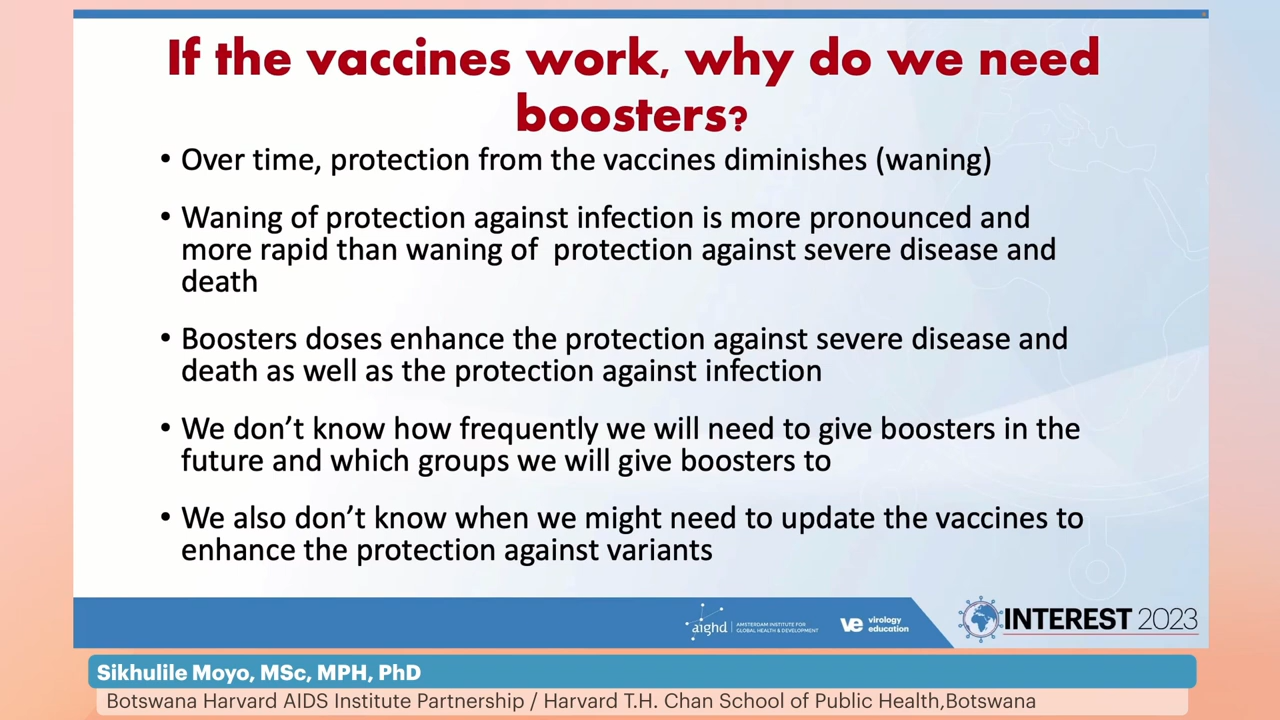 If the vaccines work, why do we need
boosters?
• Over time, protection from the vaccines diminishes (waning)
• Waning of protection against infection is more pronounced and
more rapid than waning of protection against severe disease and
death
• Boosters doses enhance the protection against severe disease and
death as well as the protection against infection
• We don’t know how frequently we will need to give boosters in the
future and which groups we will give boosters to
• We also don’t know when we might need to update the vaccines to
enhance the protection against variants
aighd
AMSTERDAM INSTITUTE FOR
GLOBAL HEALTH & DEVELOPMENT
ve
virology
education
INTEREST 2023
Sikhulile Moyo, MSc, MPH, PhD
Botswana Harvard AIDS Institute Partnership / Harvard T.H. Chan School of Public Health,Botswana